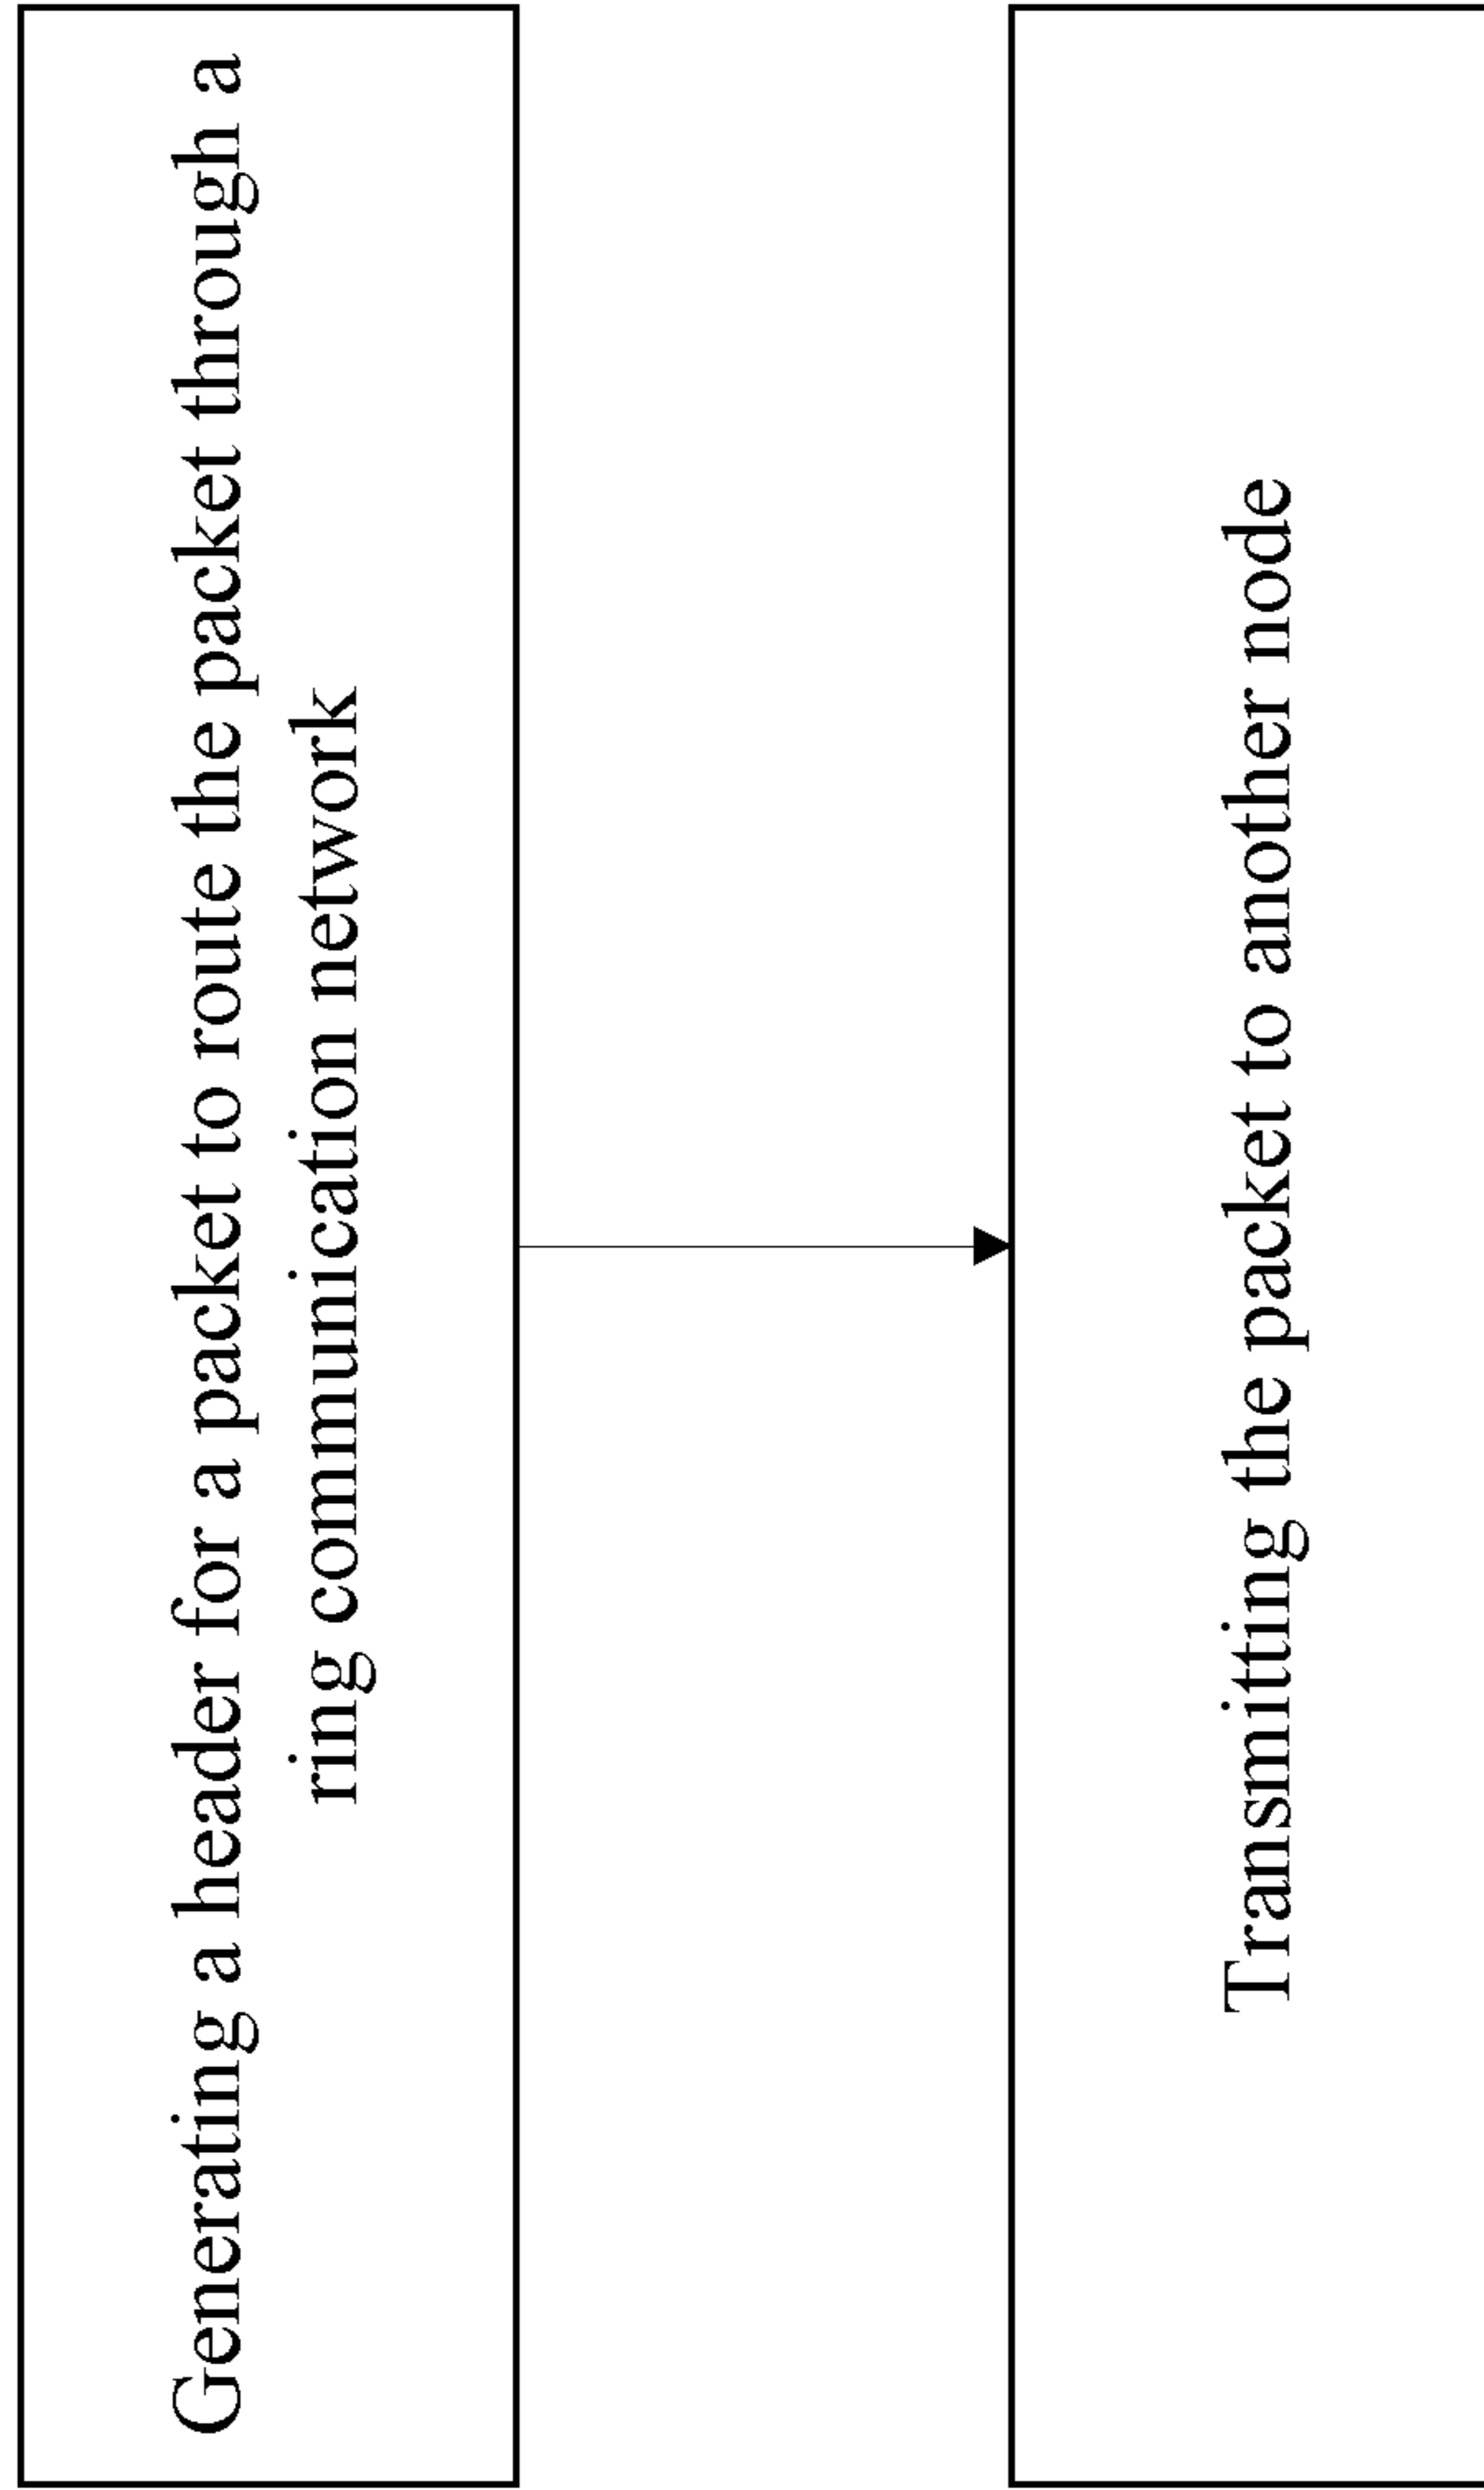 Generating a header for a packet to route the packet through a
ring communication network
Transmitting the packet to another node